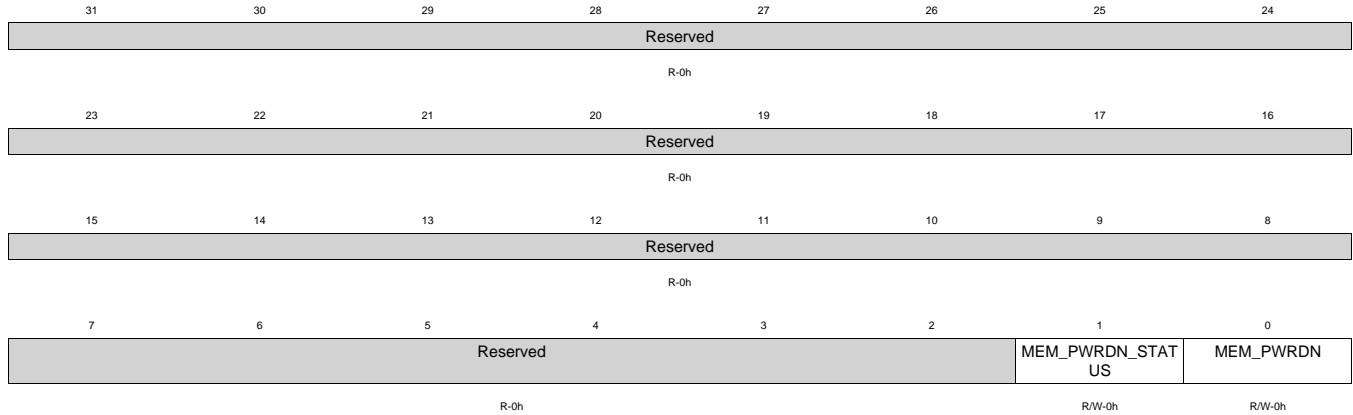 31 30 29 28 27 26 25 24
Reserved
R-0h
23 22 21 20 19 18 17 16
Reserved
R-0h
15 14 13 12 11 10 9 8
Reserved
R-0h
7 6 5 4 3 2 1 0
Reserved MEM_PWRDN_STAT MEM_PWRDN
US
R-0h R/W-0h R/W-0h